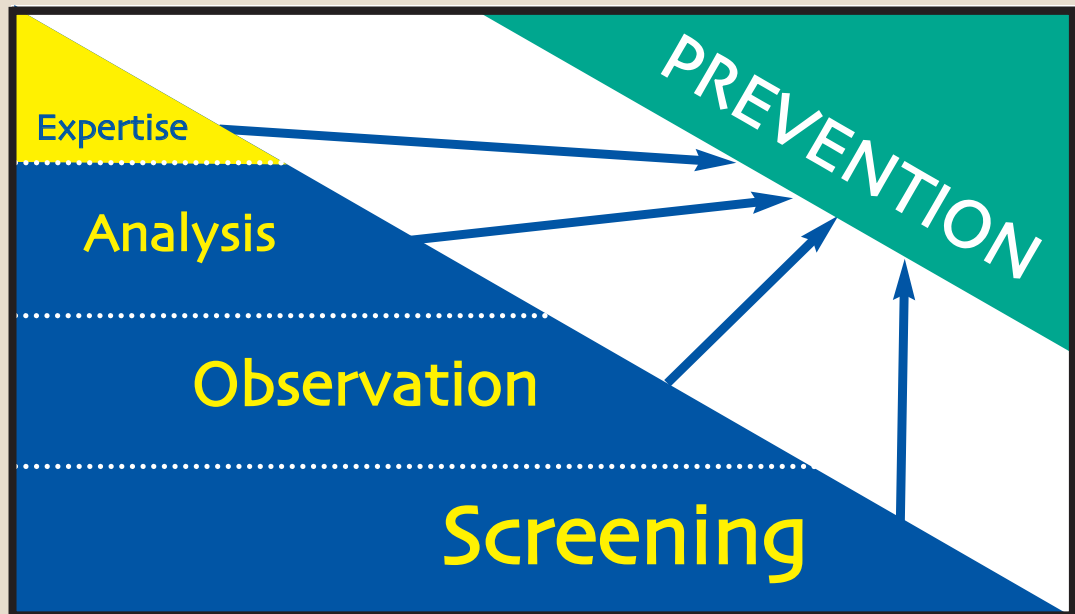 PREVENTION
Expertise
Analysis
Observation
Screening